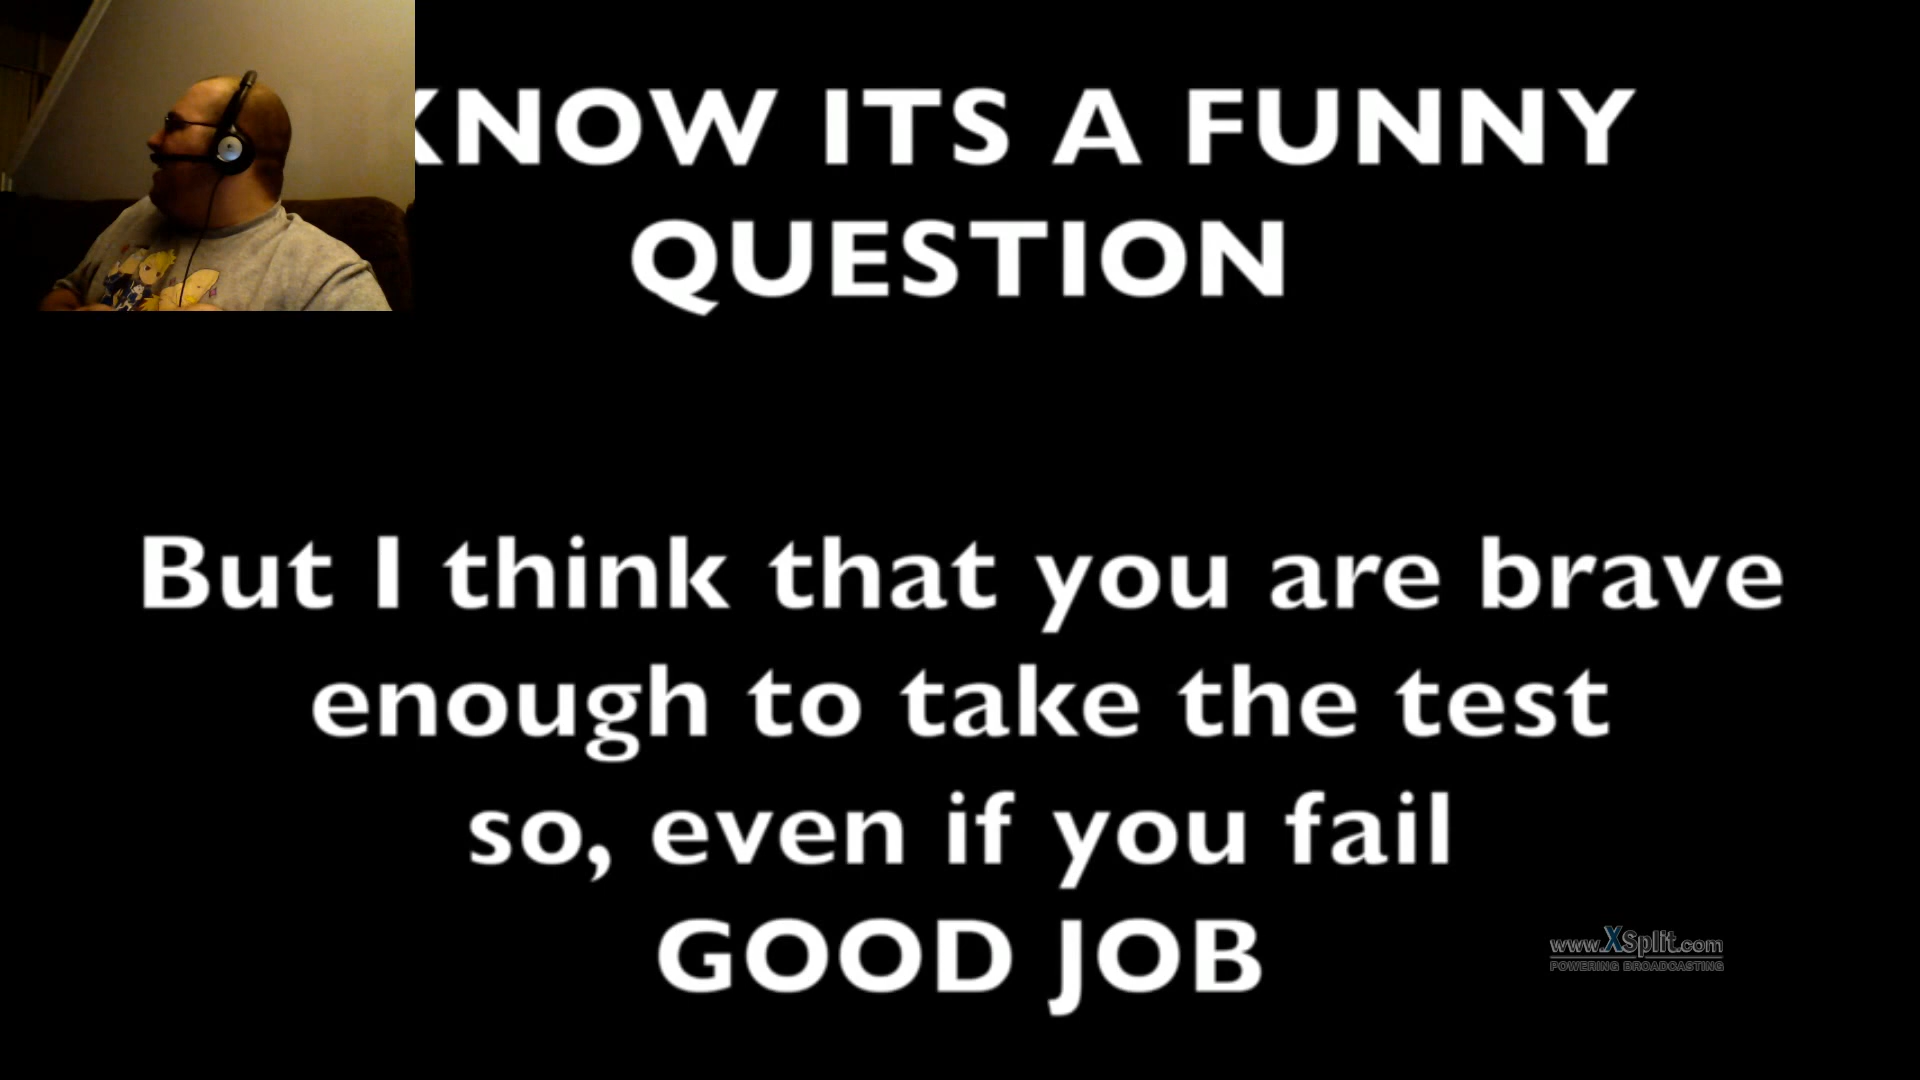 KNOW ITS A FUNNY
QUESTION
But I think that you are brave
enough to take the test
so, even if you fail
GOOD JOB
www.XSplit.com
POWERING BROADCASTING